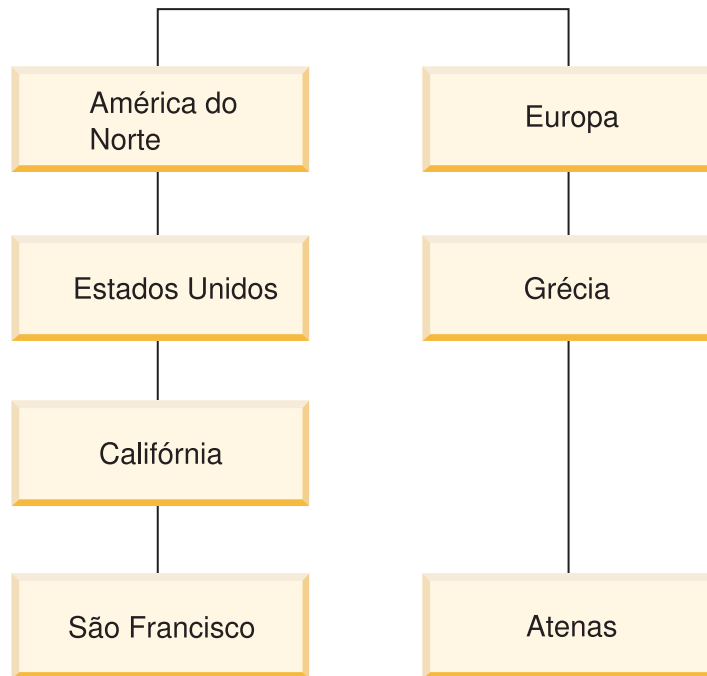 América do
Norte
Europa
Estados Unidos
Grécia
Califórnia
São Francisco
Atenas